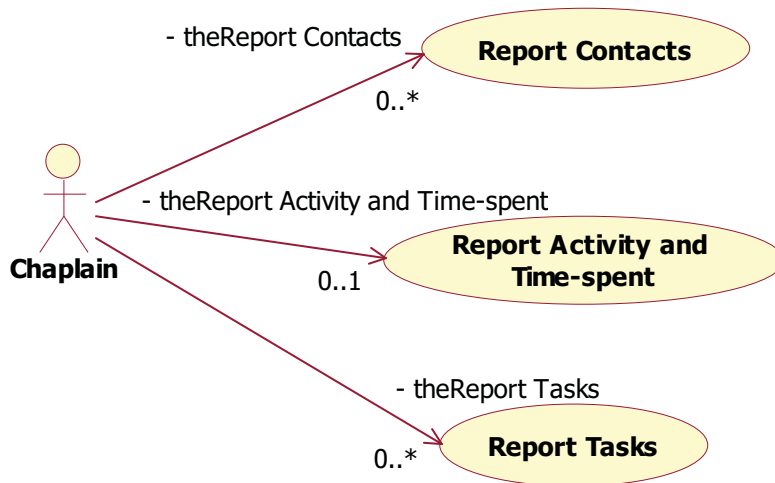 - theReport Contacts
Report Contacts
0..*
- theReport Activity and Time-spent
Chaplain
Report Activity and
Time-spent
0..1
- theReport Tasks
Report Tasks
0..*